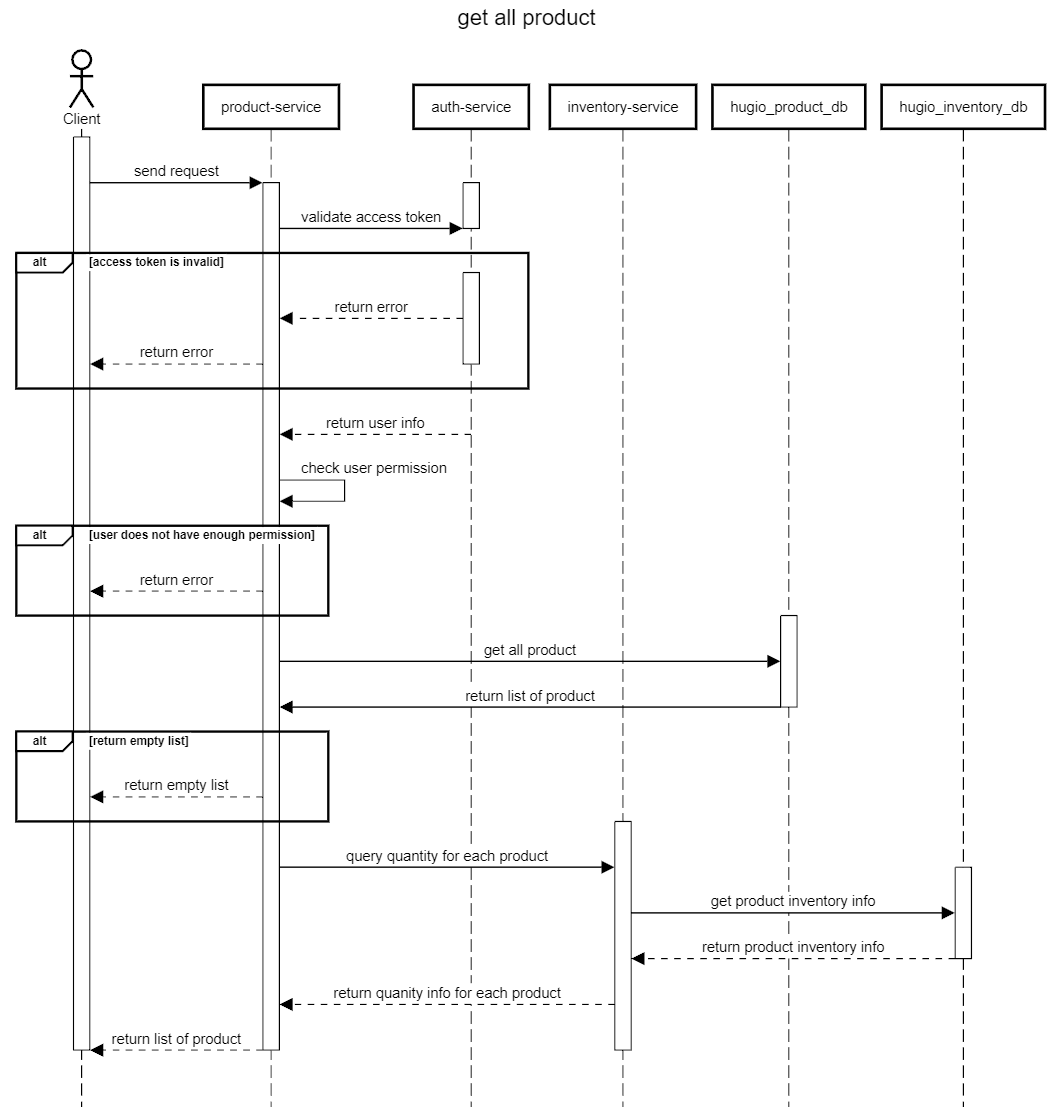 get all product
Client
product-service
auth-service
inventory-service
hugio_product_db
hugio_inventory_db
send request
validate access token
alt
[access token is invalid]
return error
return error
return user info
check user permission
alt
[user does not have enough permission]
return error
get all product
return list of product
alt
[return empty list]
return empty list
query quantity for each product
get product inventory info
return product inventory info
return quanity info for each product
return list of product